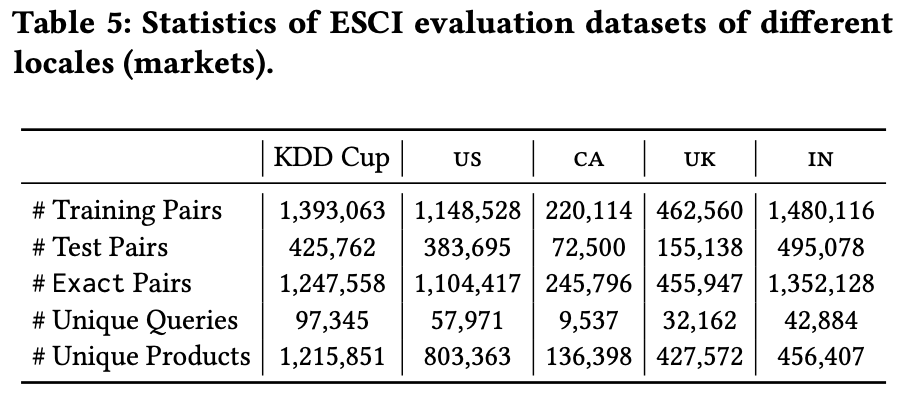 Table 5: Statistics of ESCI evaluation datasets of different
locales (markets).
KDD Cup US CA UK IN
# Training Pairs 1,393,063 1,148,528 220,114 462,560 1,480,116
# Test Pairs 425,762 383,695 72,500 155,138 495,078
# Exact Pairs 1,247,558 1,104,417 245,796 455,947 1,352,128
# Unique Queries 97,345 57,971 9,537 32,162 42,884
# Unique Products 1,215,851 803,363 136,398 427,572 456,407